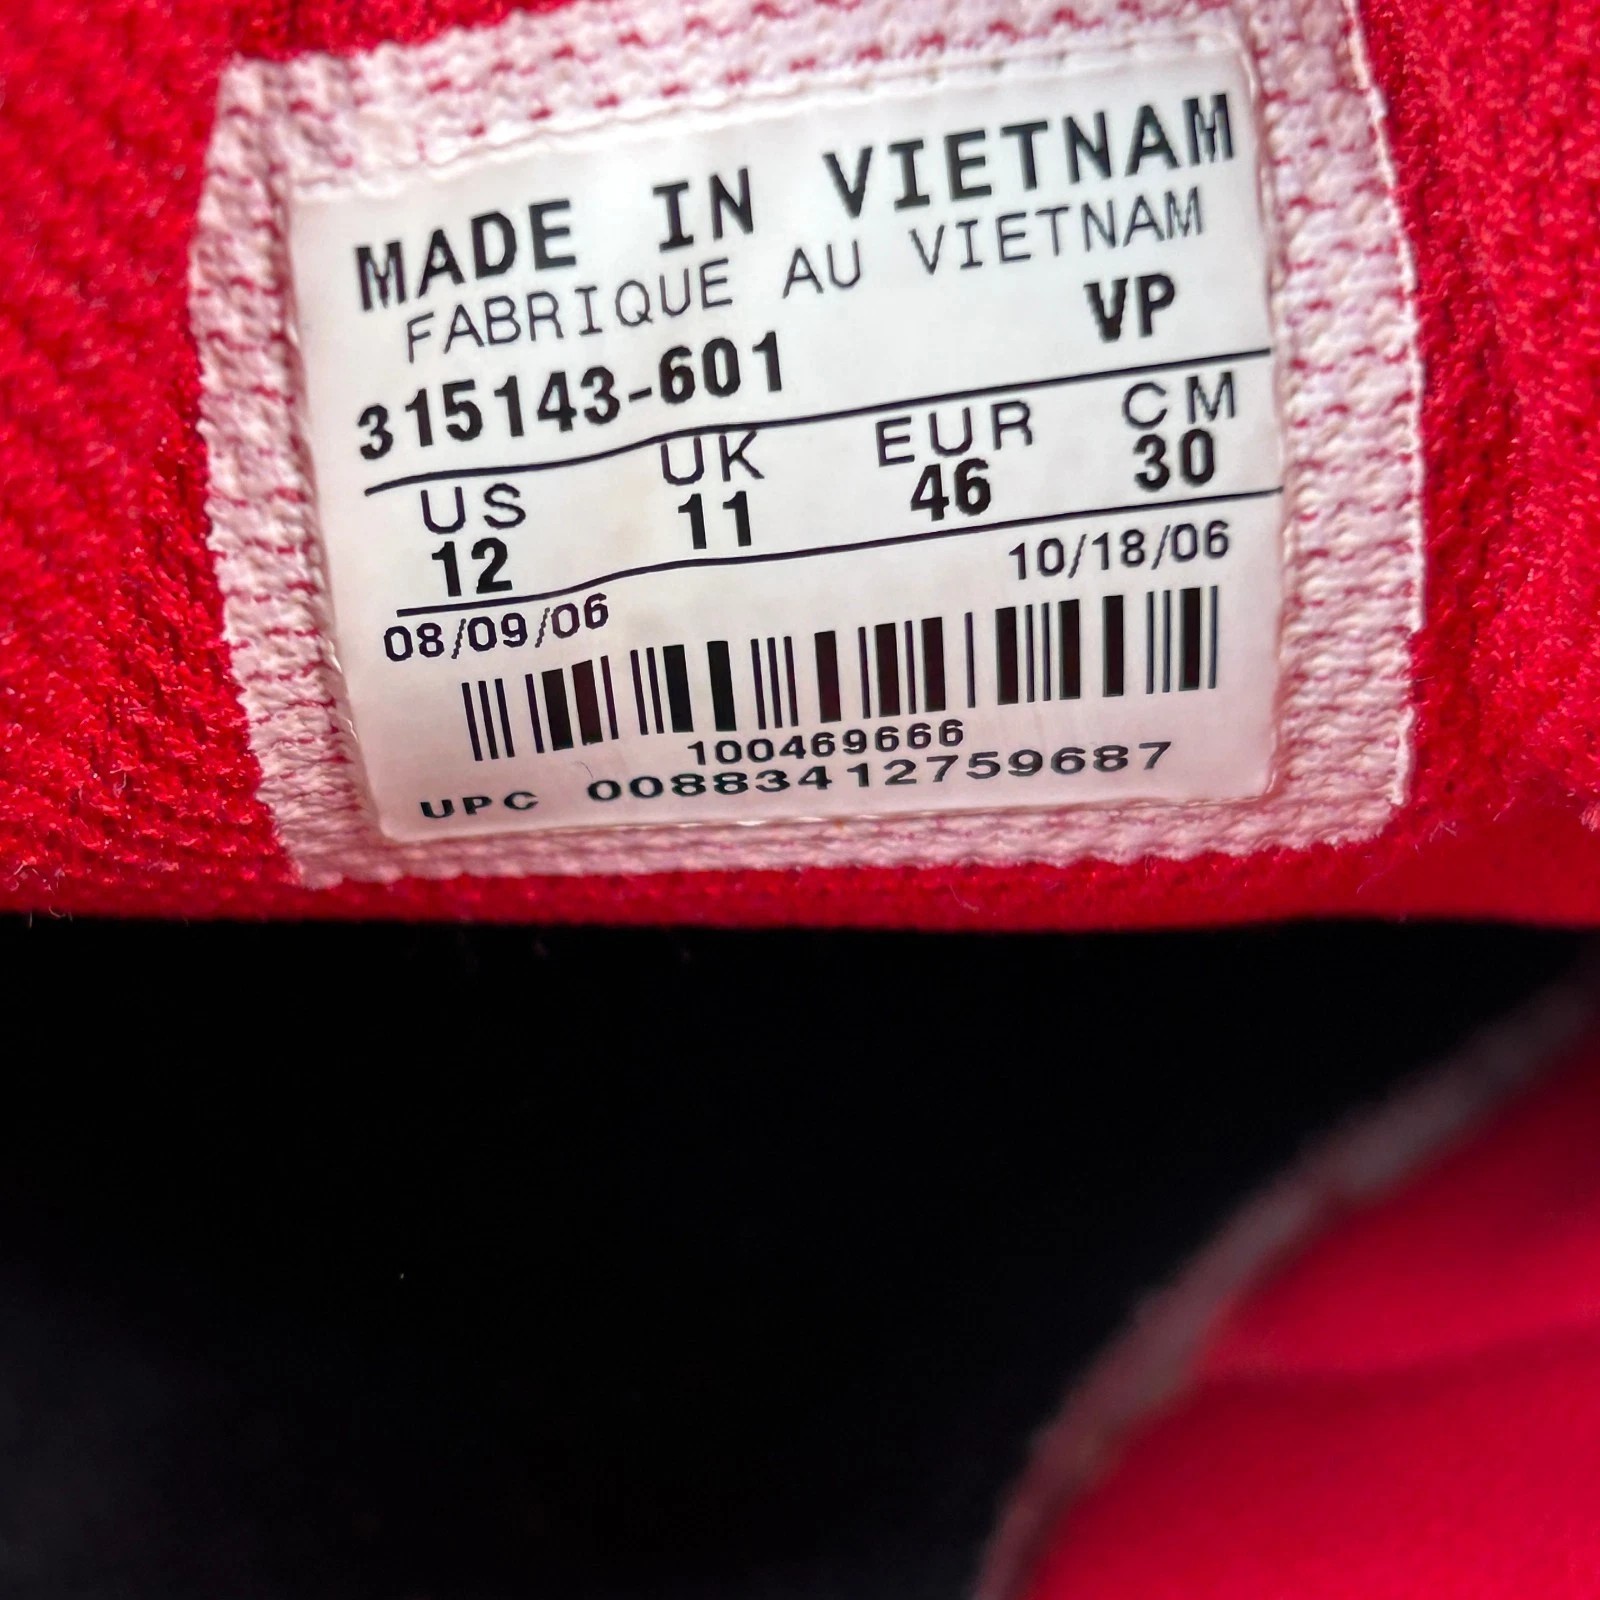 MADE IN VIETNAM
FABRIQUE AU VIETNAM
315143-601 VP
US UK EUR CM
12 11 46 30
08/09/06 10/18/06
100469666
UPC 00883412759687